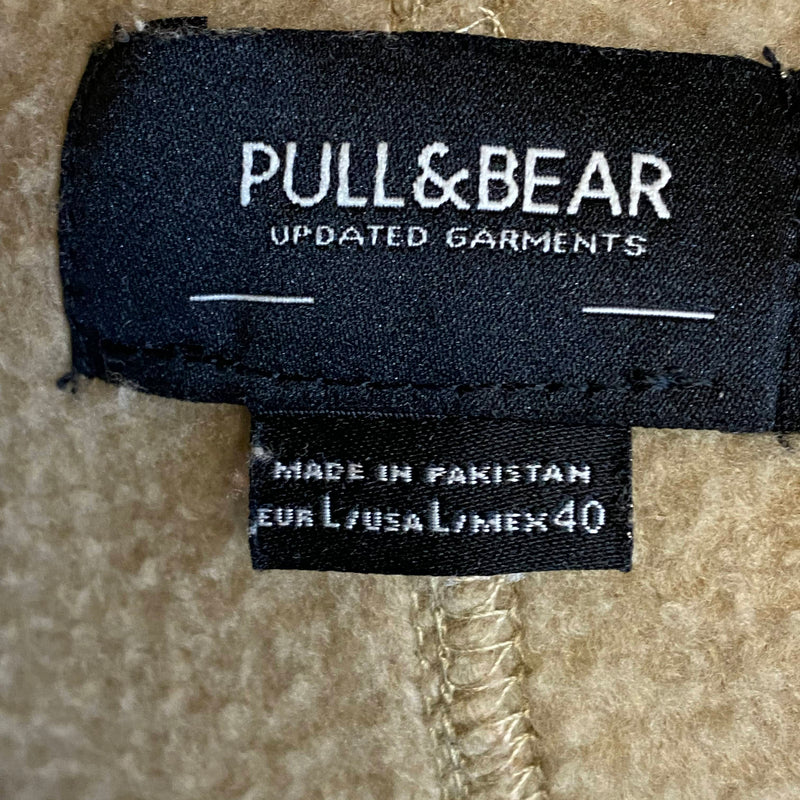 PULL&BEAR
UPDATED GARMENTS
MADE IN PAKISTAN
EUR L/USA L/MEX 40